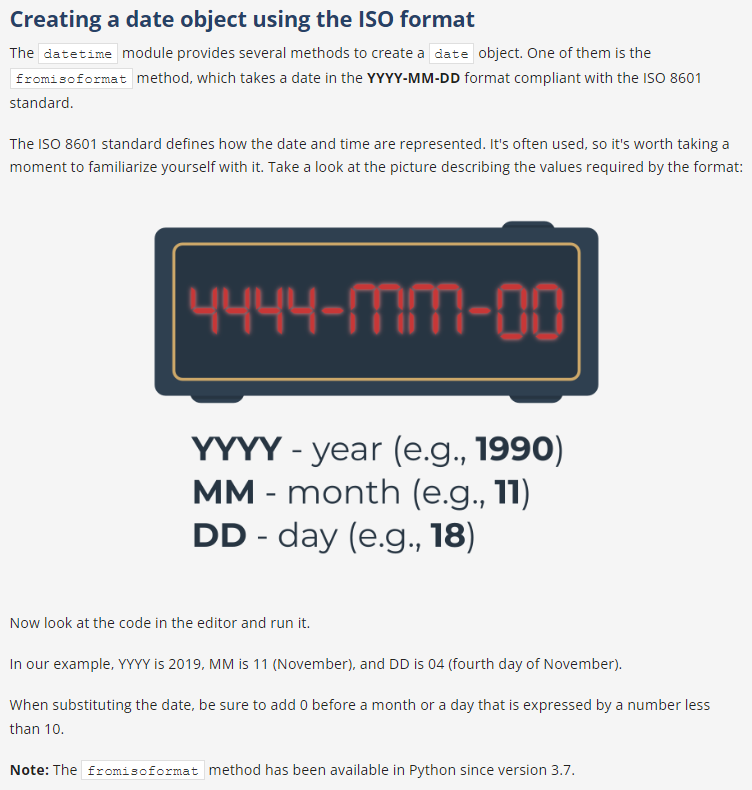 Creating a date object using the ISO format
The datetime module provides several methods to create a date object. One of them is the
fromisoformat method, which takes a date in the YYYY-MM-DD format compliant with the ISO 8601
standard.
The ISO 8601 standard defines how the date and time are represented. It's often used, so it's worth taking a
moment to familiarize yourself with it. Take a look at the picture describing the values required by the format:
YYYY-MM-DD
YYYY - year (e.g., 1990)
MM - month (e.g., 11)
DD - day (e.g., 18)
Now look at the code in the editor and run it.
In our example, YYYY is 2019, MM is 11 (November), and DD is 04 (fourth day of November).
When substituting the date, be sure to add 0 before a month or a day that is expressed by a number less
than 10.
Note: The fromisoformat method has been available in Python since version 3.7.